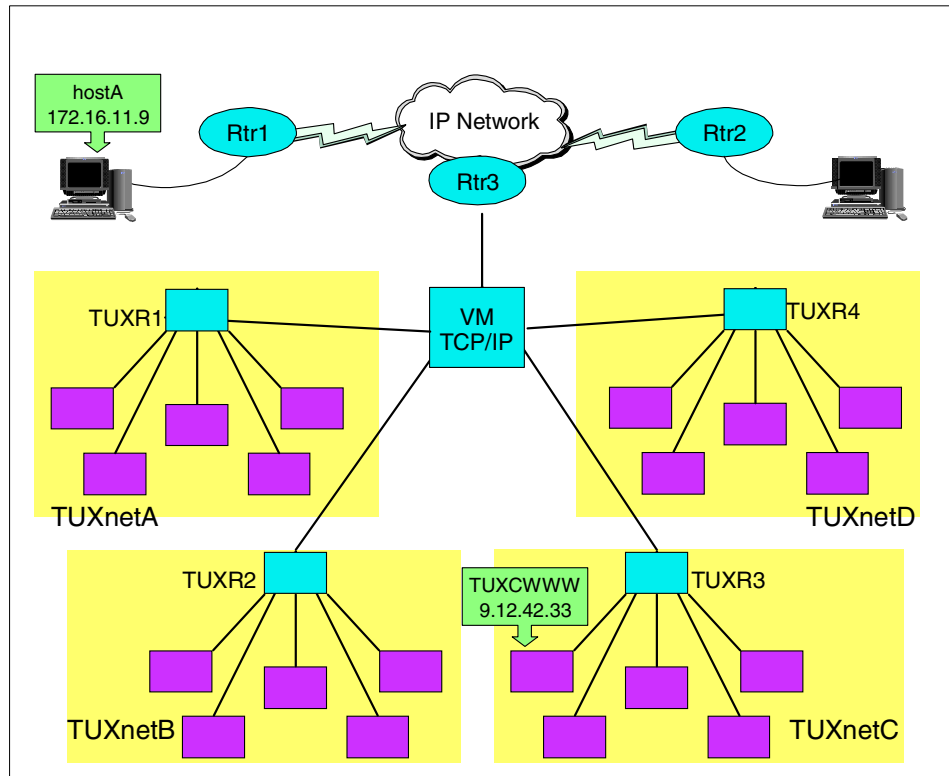 hostA
172.16.11.9
Rtr1
IP Network
Rtr2
Rtr3
TUXR1
VM
TCP/IP
TUXR4
TUXnetA
TUXnetD
TUXR2
TUXCWWW
9.12.42.33
TUXR3
TUXnetB
TUXnetC